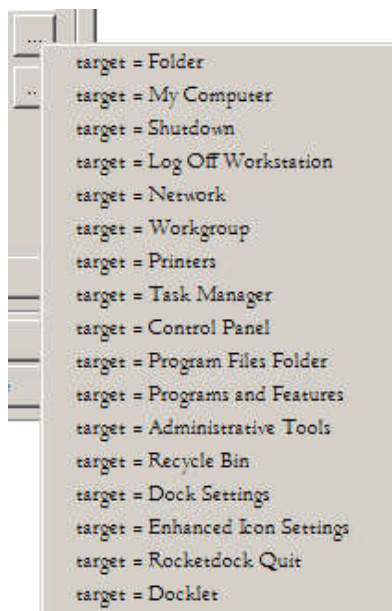 ...
..
target = Folder
target = My Computer
target = Shutdown
target = Log Off Workstation
target = Network
target = Workgroup
target = Printers
target = Task Manager
target = Control Panel
target = Program Files Folder
target = Programs and Features
target = Administrative Tools
target = Recycle Bin
target = Dock Settings
target = Enhanced Icon Settings
target = Rocketdock Quit
target = Docklet